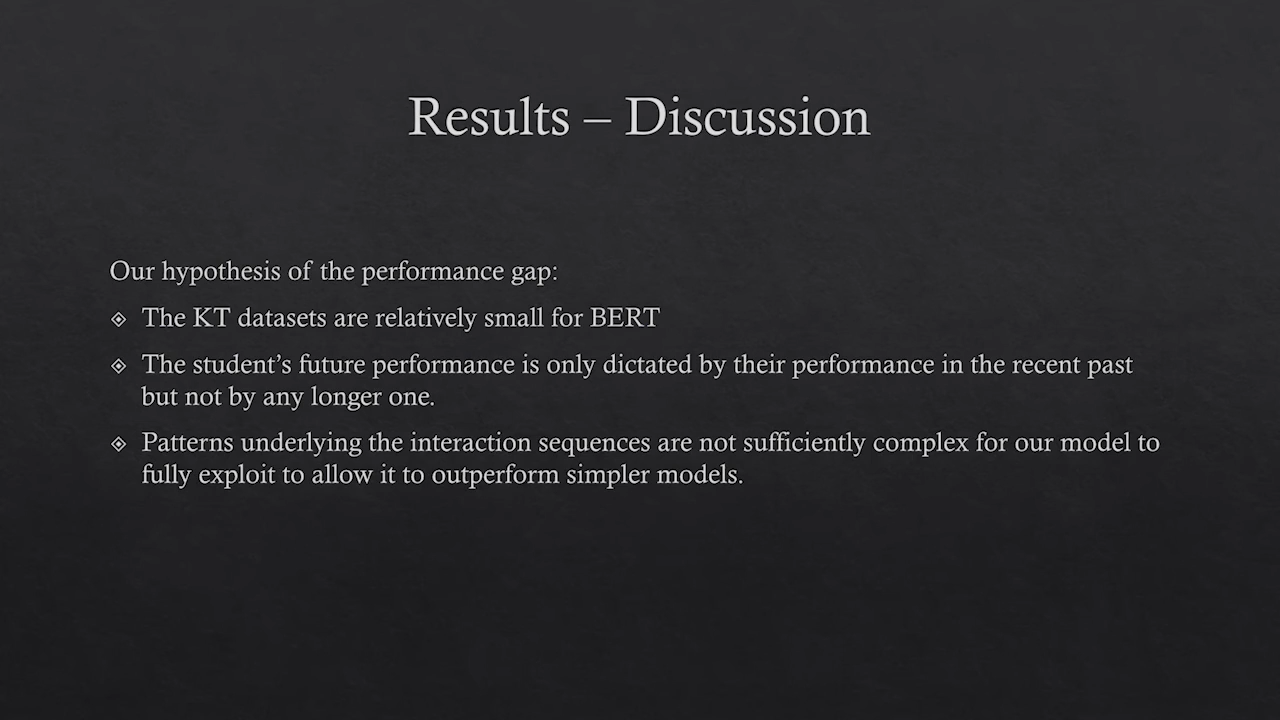 Results – Discussion
Our hypothesis of the performance gap:
The KT datasets are relatively small for BERT
The student’s future performance is only dictated by their performance in the recent past
but not by any longer one.
Patterns underlying the interaction sequences are not sufficiently complex for our model to
fully exploit to allow it to outperform simpler models.